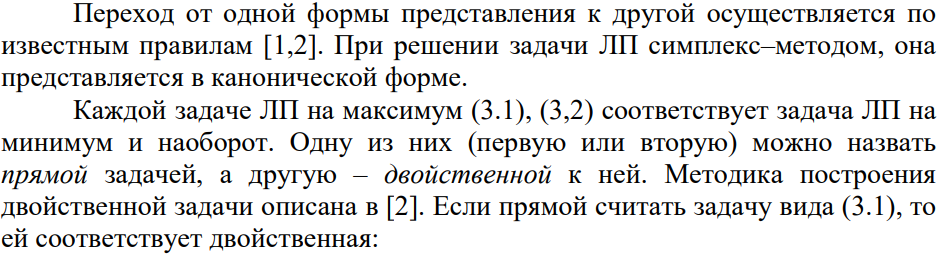 Переход от одной формы представления к другой осуществляется по
известным правилам [1,2]. При решении задачи ЛП симплекс–методом, она
представляется в канонической форме.
Каждой задаче ЛП на максимум (3.1), (3,2) соответствует задача ЛП на
минимум и наоборот. Одну из них (первую или вторую) можно назвать
прямой задачей, а другую – двойственной к ней. Методика построения
двойственной задачи описана в [2]. Если прямой считать задачу вида (3.1), то
ей соответствует двойственная: